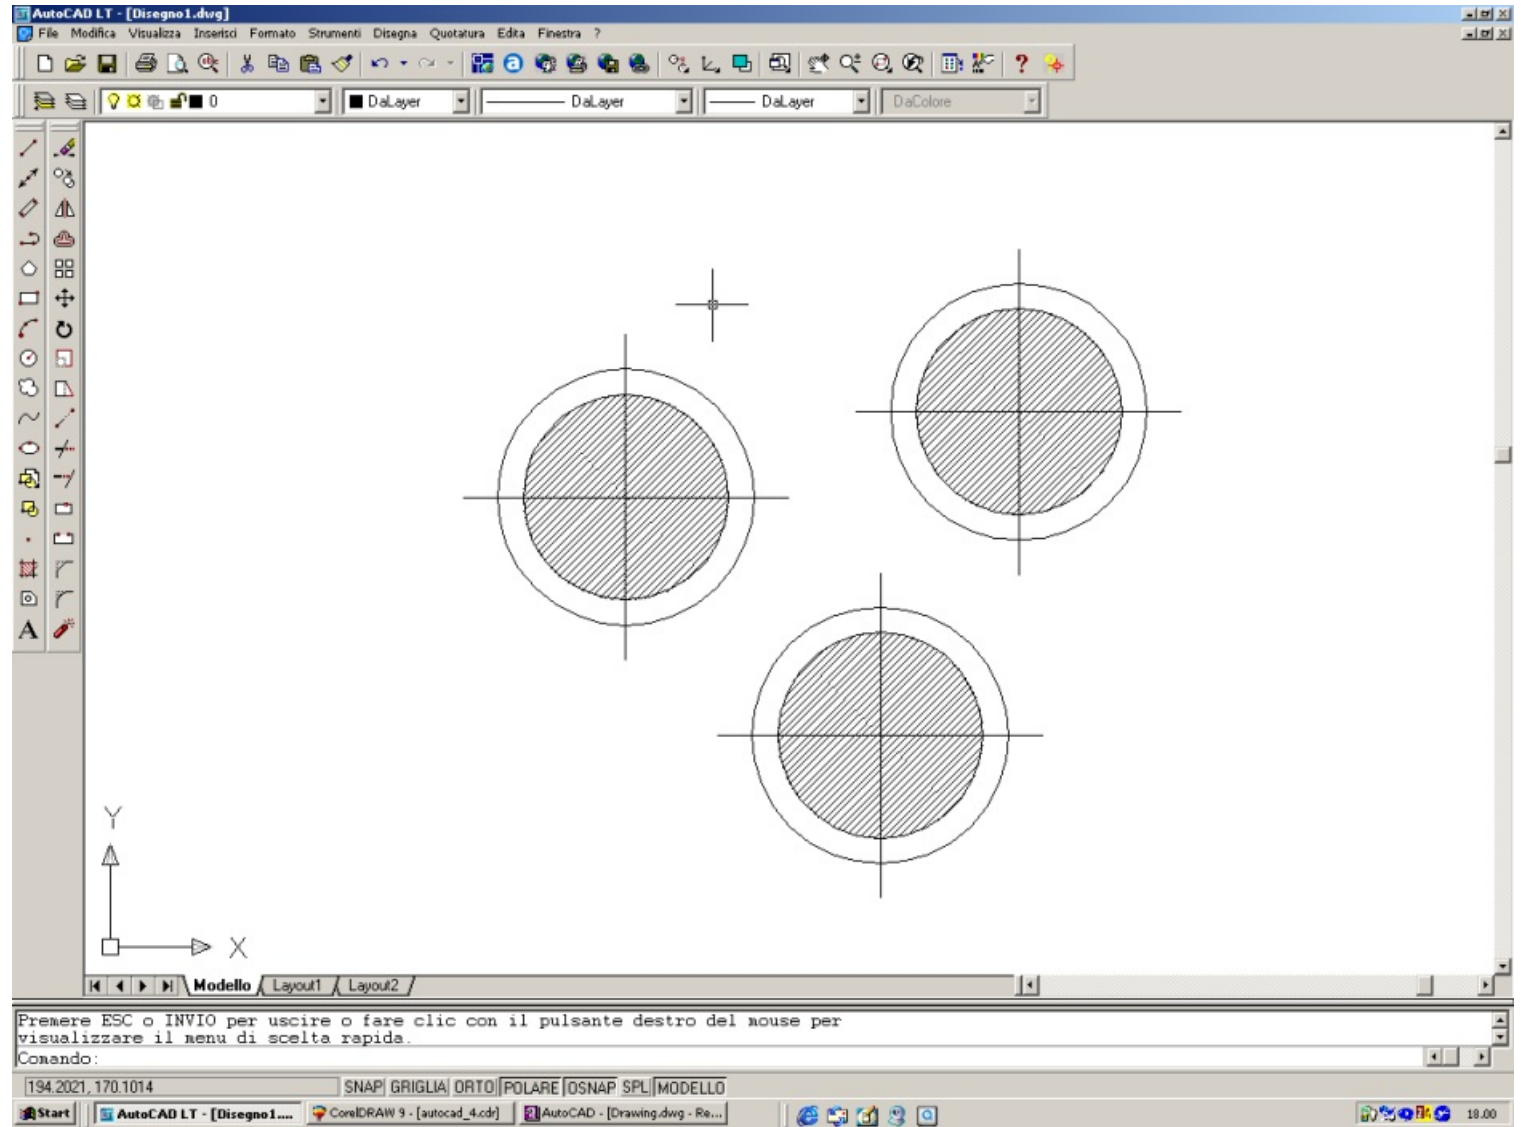 AutoCAD LT - [Disegno1.dwg]
File Modifica Visualizza Inserisci Formato Strumenti Disegna Quotatura Edita Finestra ?
0 DaLayer DaLayer DaLayer DaColore
A
Y
X
Modello Layout1 Layout2
Premere ESC o INVIO per uscire o fare clic con il pulsante destro del mouse per
visualizzare il menu di scelta rapida.
Comando:
194.2021, 170.1014 SNAP GRIGLIA ORTO POLARE OSNAP SPL MODELLO
Start AutoCAD LT - [Disegno1.... CorelDRAW 9 - [autocad_4.cdr] AutoCAD - [Drawing.dwg - Re... 18.00